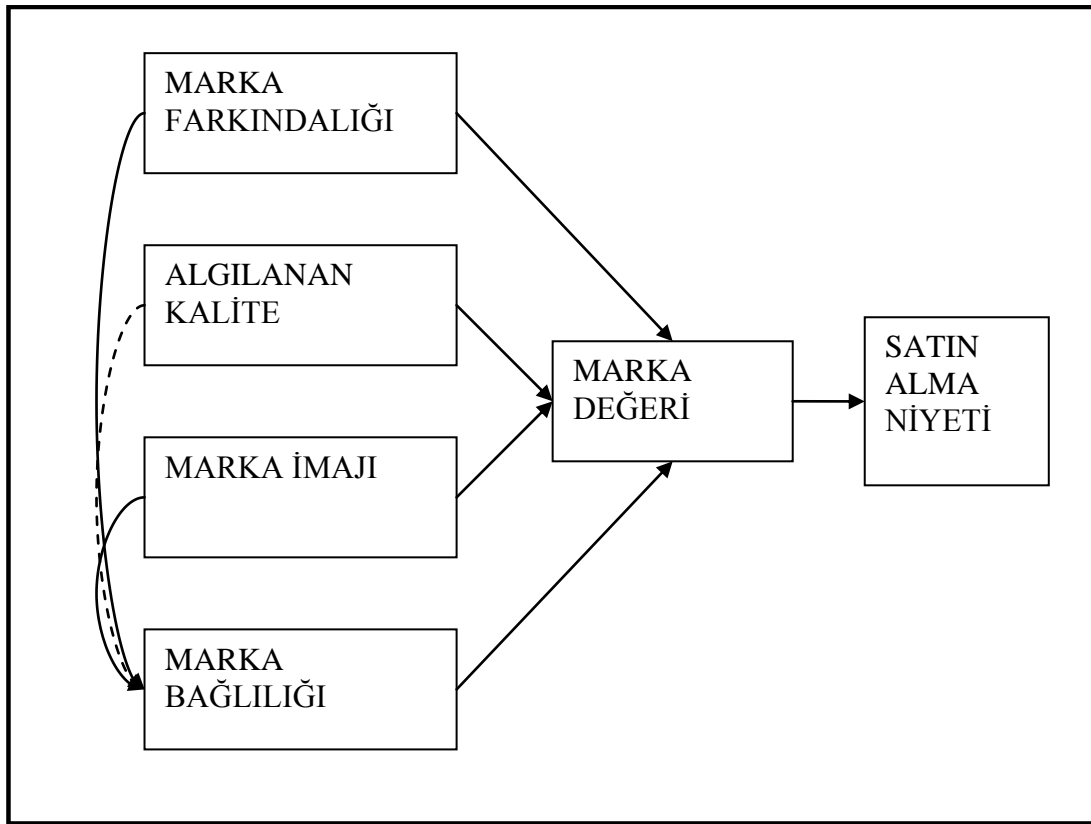 MARKA
FARKINDALIĞI
ALGILANAN
KALİTE
MARKA İMAJI
MARKA
BAĞLILIĞI
MARKA
DEĞERİ
SATIN
ALMA
NİYETİ